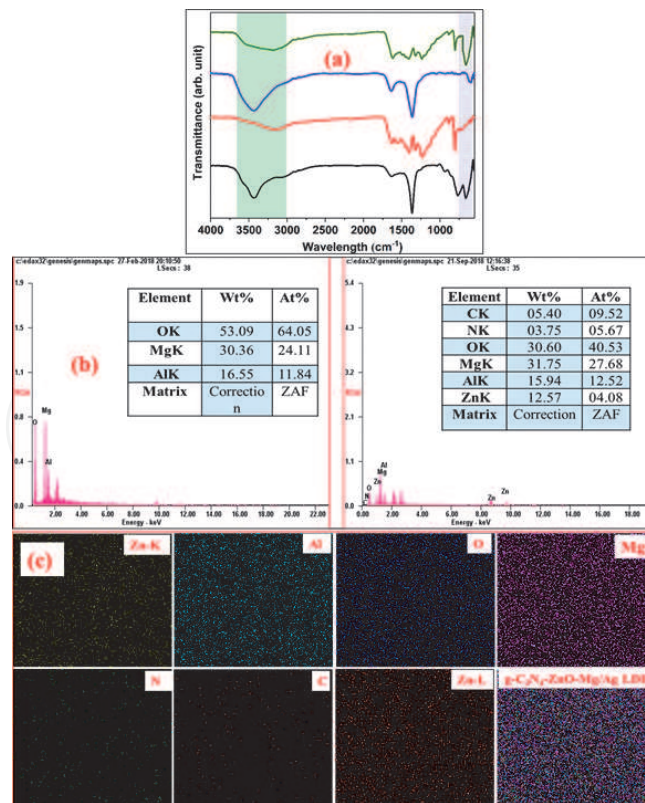 Transmittance (arb. unit)
(a)
4000 3500 3000 2500 2000 1500 1000
Wavelength (cm-1)
c:\edax32\genesis\genmaps.spc 27-Feb-2018 20:10:50
LSecs : 38
1.9
1.5
1.1
0.8
0.4
0.0
(b)
Element Wt% At%
OK 53.09 64.05
MgK 30.36 24.11
AlK 16.55 11.84
Matrix Correctio ZAF
n
O
Mg
Al
2.00 4.00 6.00 8.00 10.00 12.00 14.00 16.00 18.00 20.00 22.00
Energy - keV
c:\edax32\genesis\genmaps.spc 21-Sep-2018 12:16:38
LSecs : 35
5.4
4.3
3.2
2.1
1.1
0.0
Element Wt% At%
CK 05.40 09.52
NK 03.75 05.67
OK 30.60 40.53
MgK 31.75 27.68
AlK 15.94 12.52
ZnK 12.57 04.08
Matrix Correction ZAF
Al
O Mg
Zn
N
C
Zn
Zn
2.00 4.00 6.00 8.00 10.00 12.00 14.00 16.00 18.00
Energy - keV
(c)
Zn-K
Al
O
Mg
N
C
Zn-L
g-C3N4-ZnO-Mg/Ag LDH